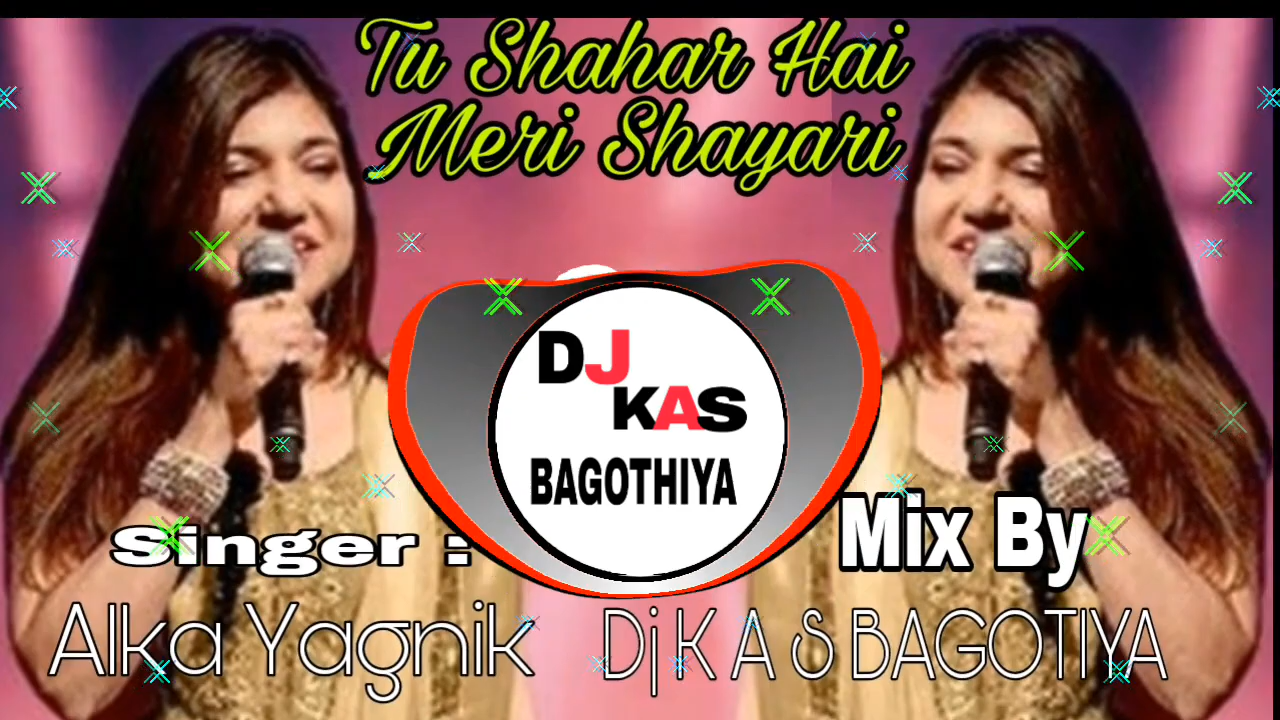 Tu Shahar Hai
Meri Shayari
DJ
KAS
BAGOTHIYA
Singer :
Alka Yagnik
Mix By
Dj K A S BAGOTIYA